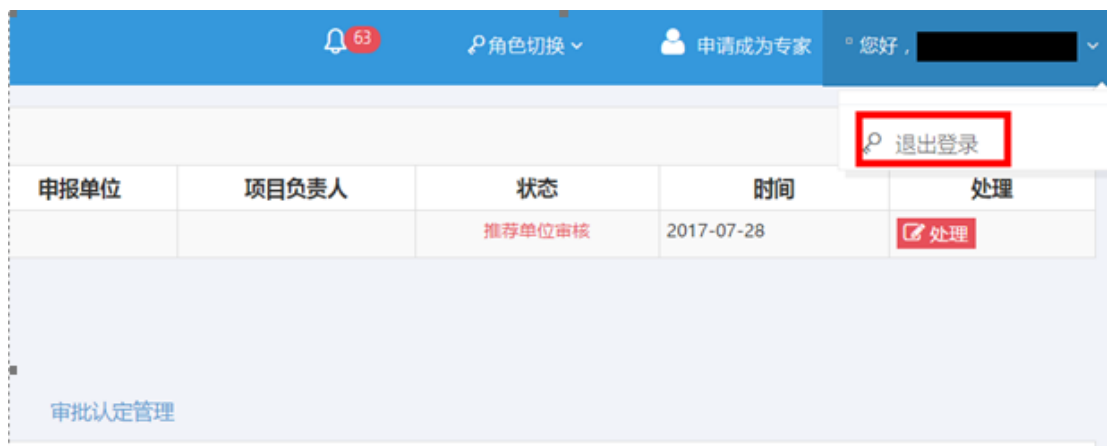 63 角色切换 申请成为专家 °您好，
退出登录
申报单位 项目负责人 状态 时间 处理
推荐单位审核 2017-07-28 处理
审批认定管理